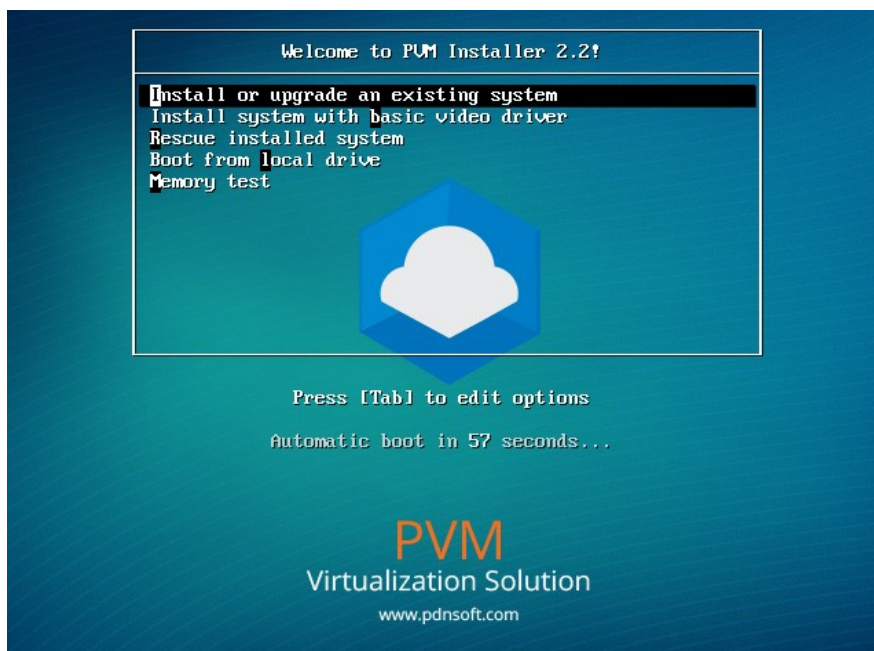 Welcome to PVM Installer 2.2!
Install or upgrade an existing system
Install system with basic video driver
Rescue installed system
Boot from local drive
Memory test
Press [Tab] to edit options
Automatic boot in 57 seconds...
PVM
Virtualization Solution
www.pdnsoft.com